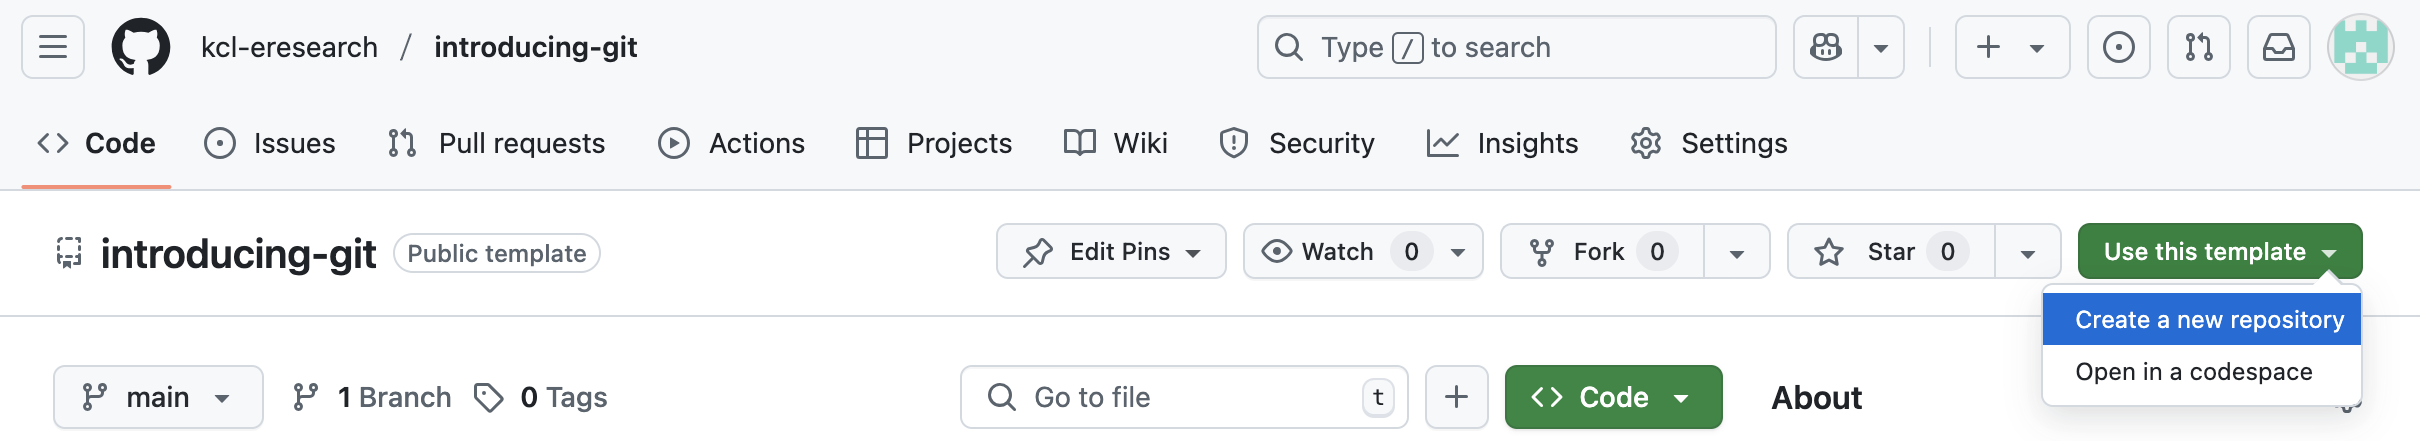 kcl-eresearch / introducing-git Type / to search
Code Issues Pull requests Actions Projects Wiki Security Insights Settings
introducing-git Public template Edit Pins Watch 0 Fork 0 Star 0 Use this template
Create a new repository
Open in a codespace
main 1 Branch 0 Tags Go to file t Code About